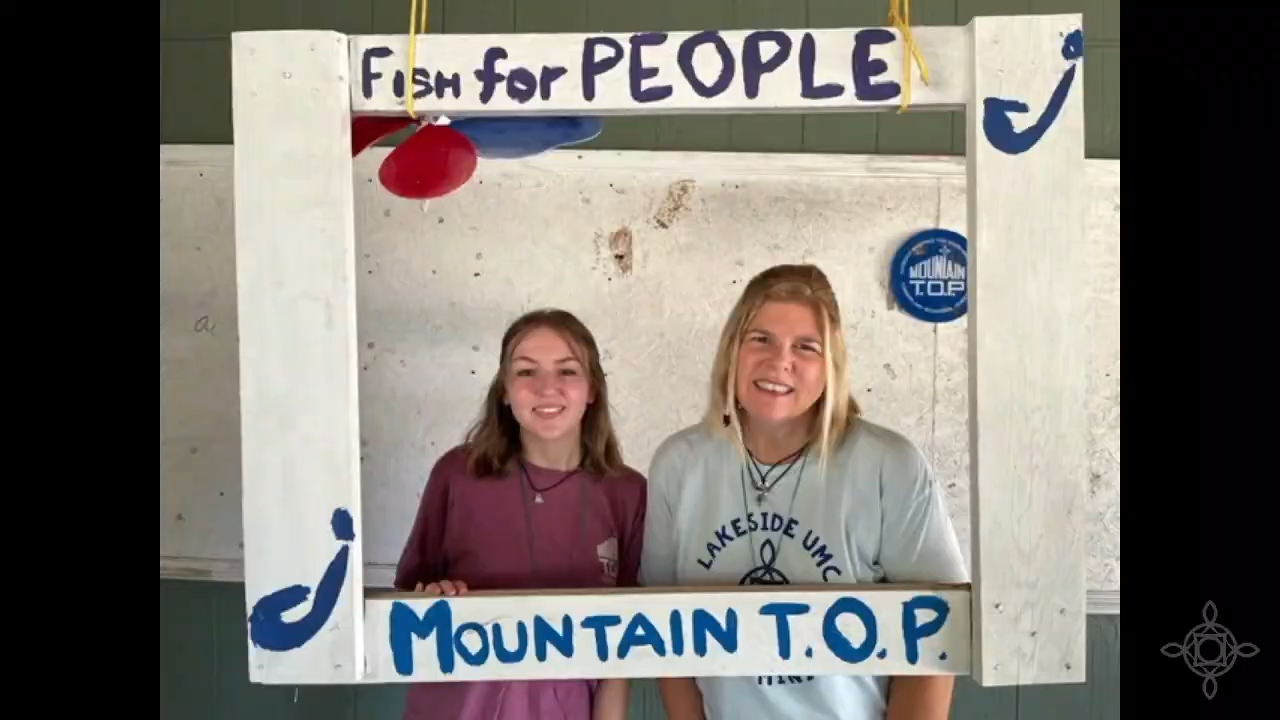 Fish for PEOPLE
MOUNTAIN
T.O.P
LAKESIDE UMC
MOUNTAIN T.O.P.